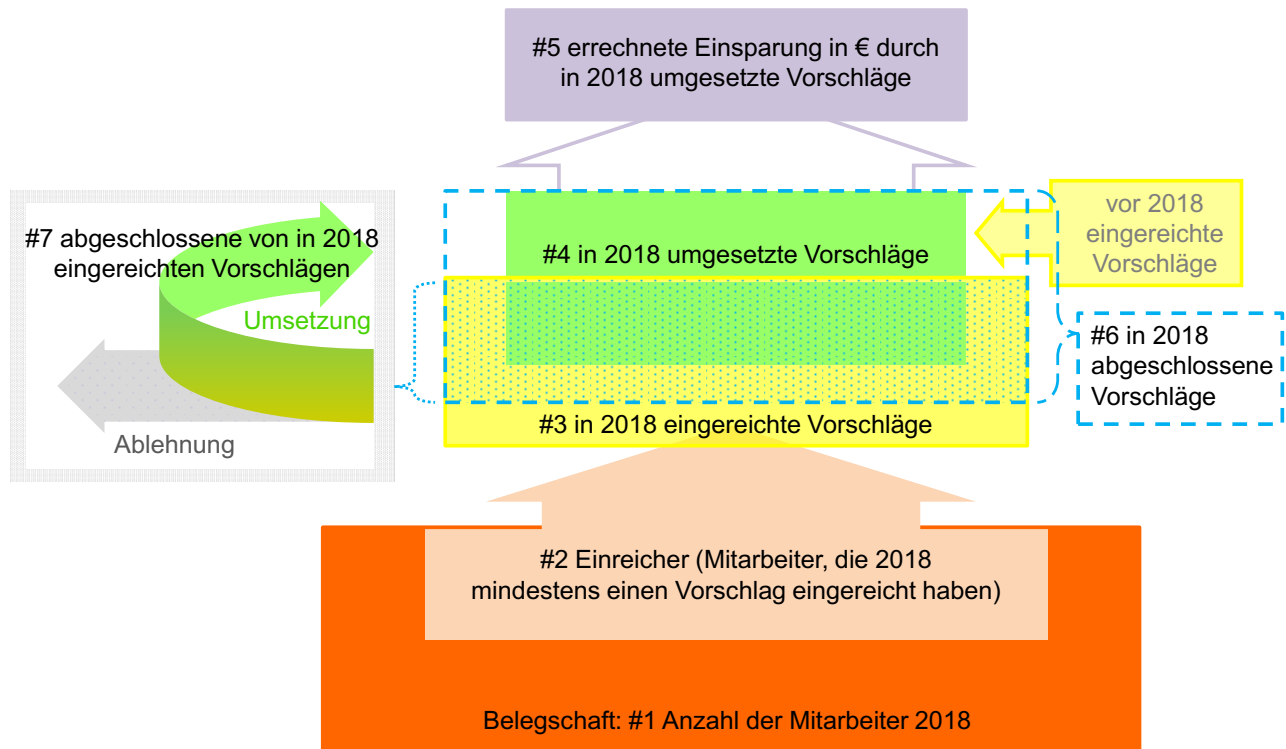 #5 errechnete Einsparung in € durch
in 2018 umgesetzte Vorschläge
#7 abgeschlossene von in 2018
eingereichten Vorschlägen
Umsetzung
Ablehnung
#4 in 2018 umgesetzte Vorschläge
vor 2018
eingereichte
Vorschläge
#6 in 2018
abgeschlossene
Vorschläge
#3 in 2018 eingereichte Vorschläge
#2 Einreicher (Mitarbeiter, die 2018
mindestens einen Vorschlag eingereicht haben)
Belegschaft: #1 Anzahl der Mitarbeiter 2018